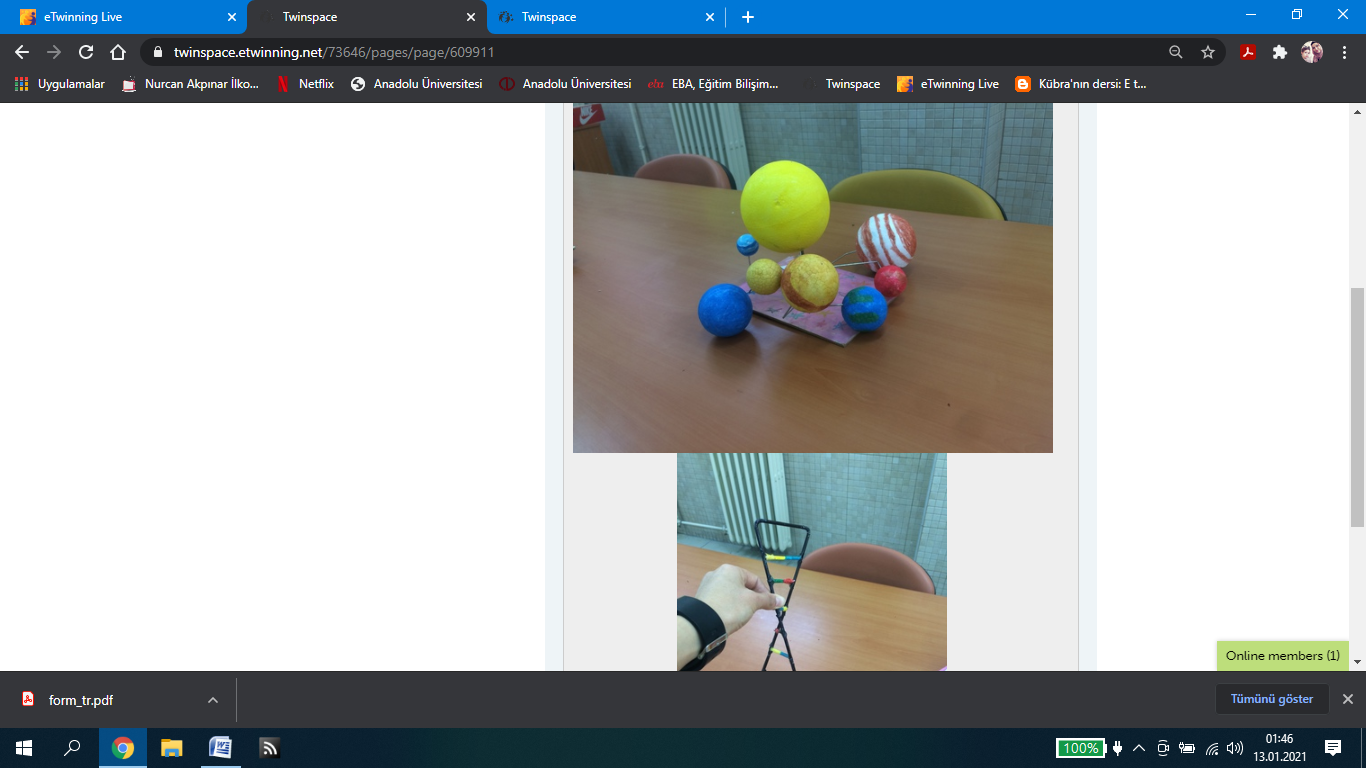 eTwinning Live
Twinspace
Twinspace
twinspace.etwinning.net/73646/pages/page/609911
Uygulamalar
Nurcan Akpınar İlko...
Netflix
Anadolu Üniversitesi
Anadolu Üniversitesi
eba
EBA, Eğitim Bilişim...
Twinspace
eTwinning Live
Kübra'nın dersi: E t...
Online members (1)
form_tr.pdf
Tümünü göster
100%
01:46
13.01.2021